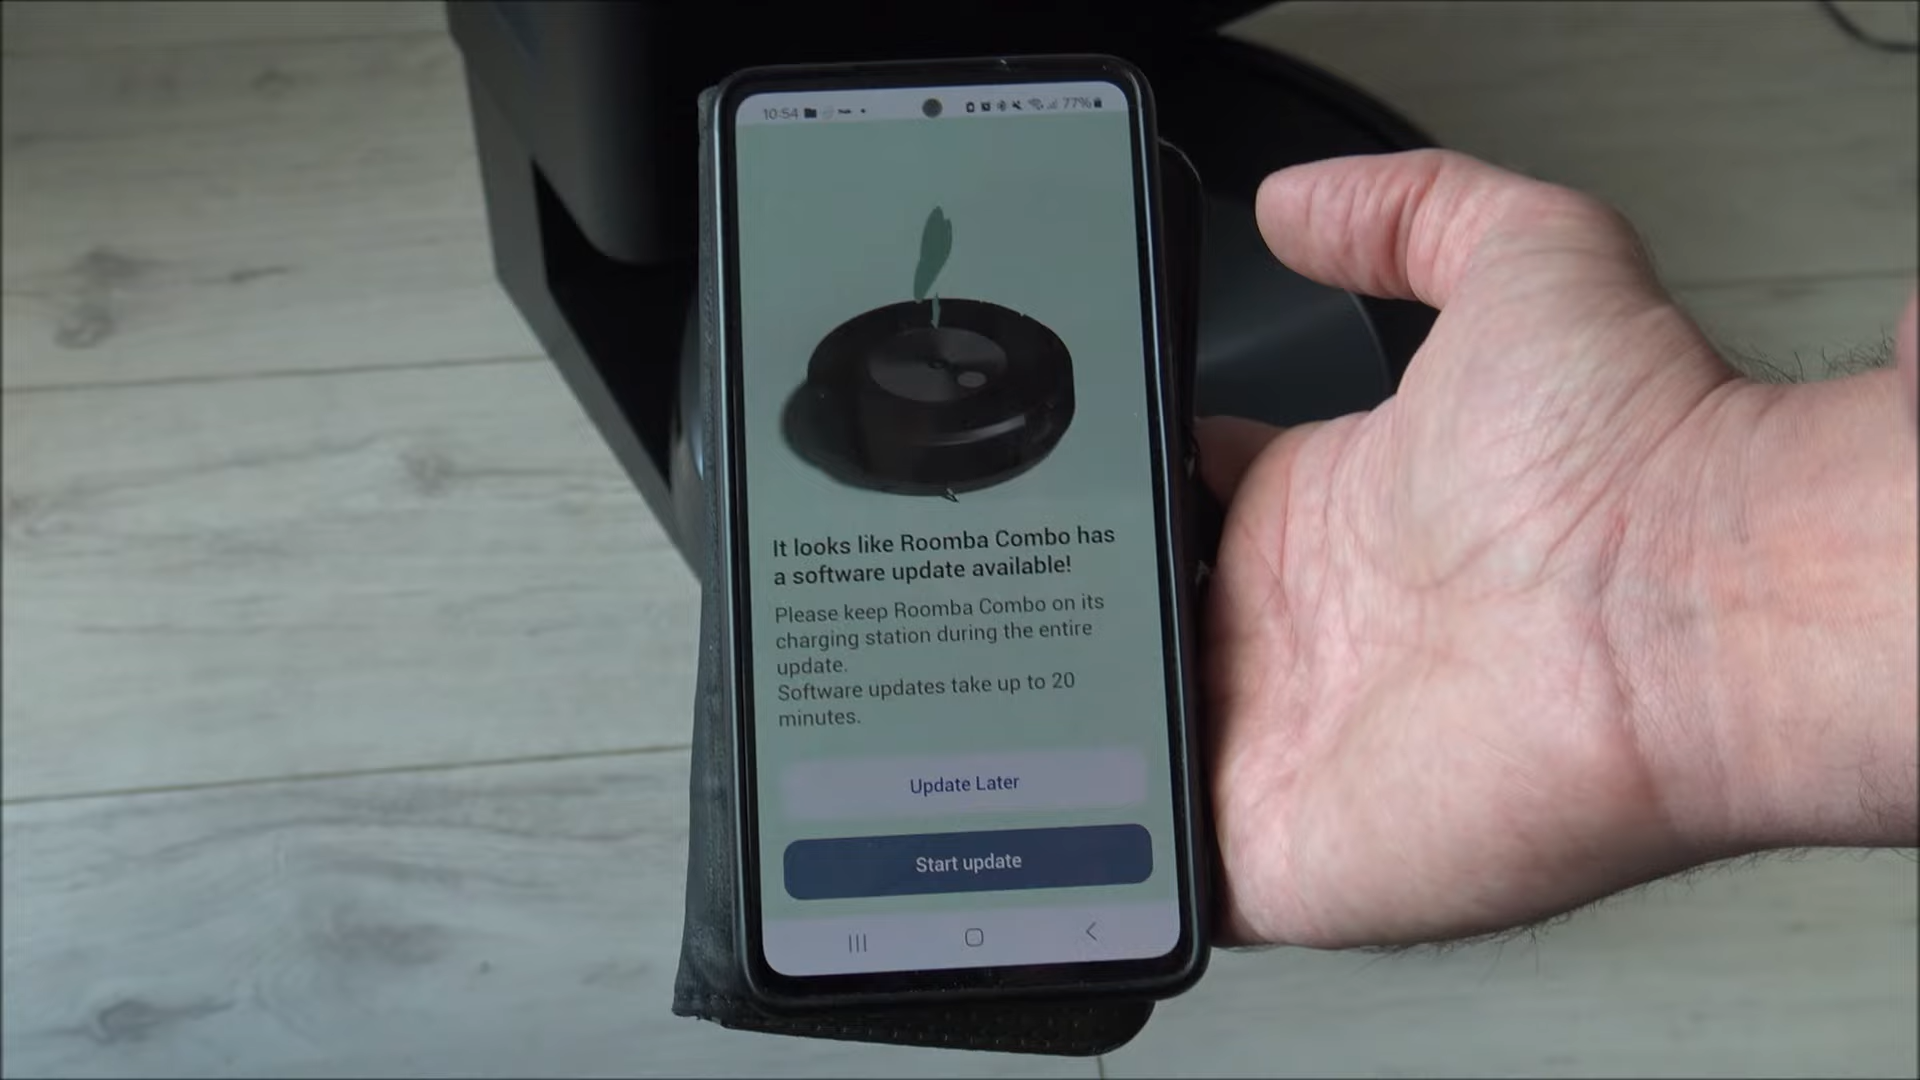 10:54
77%
It looks like Roomba Combo has
a software update available!
Please keep Roomba Combo on its
charging station during the entire
update.
Software updates take up to 20
minutes.
Update Later
Start update